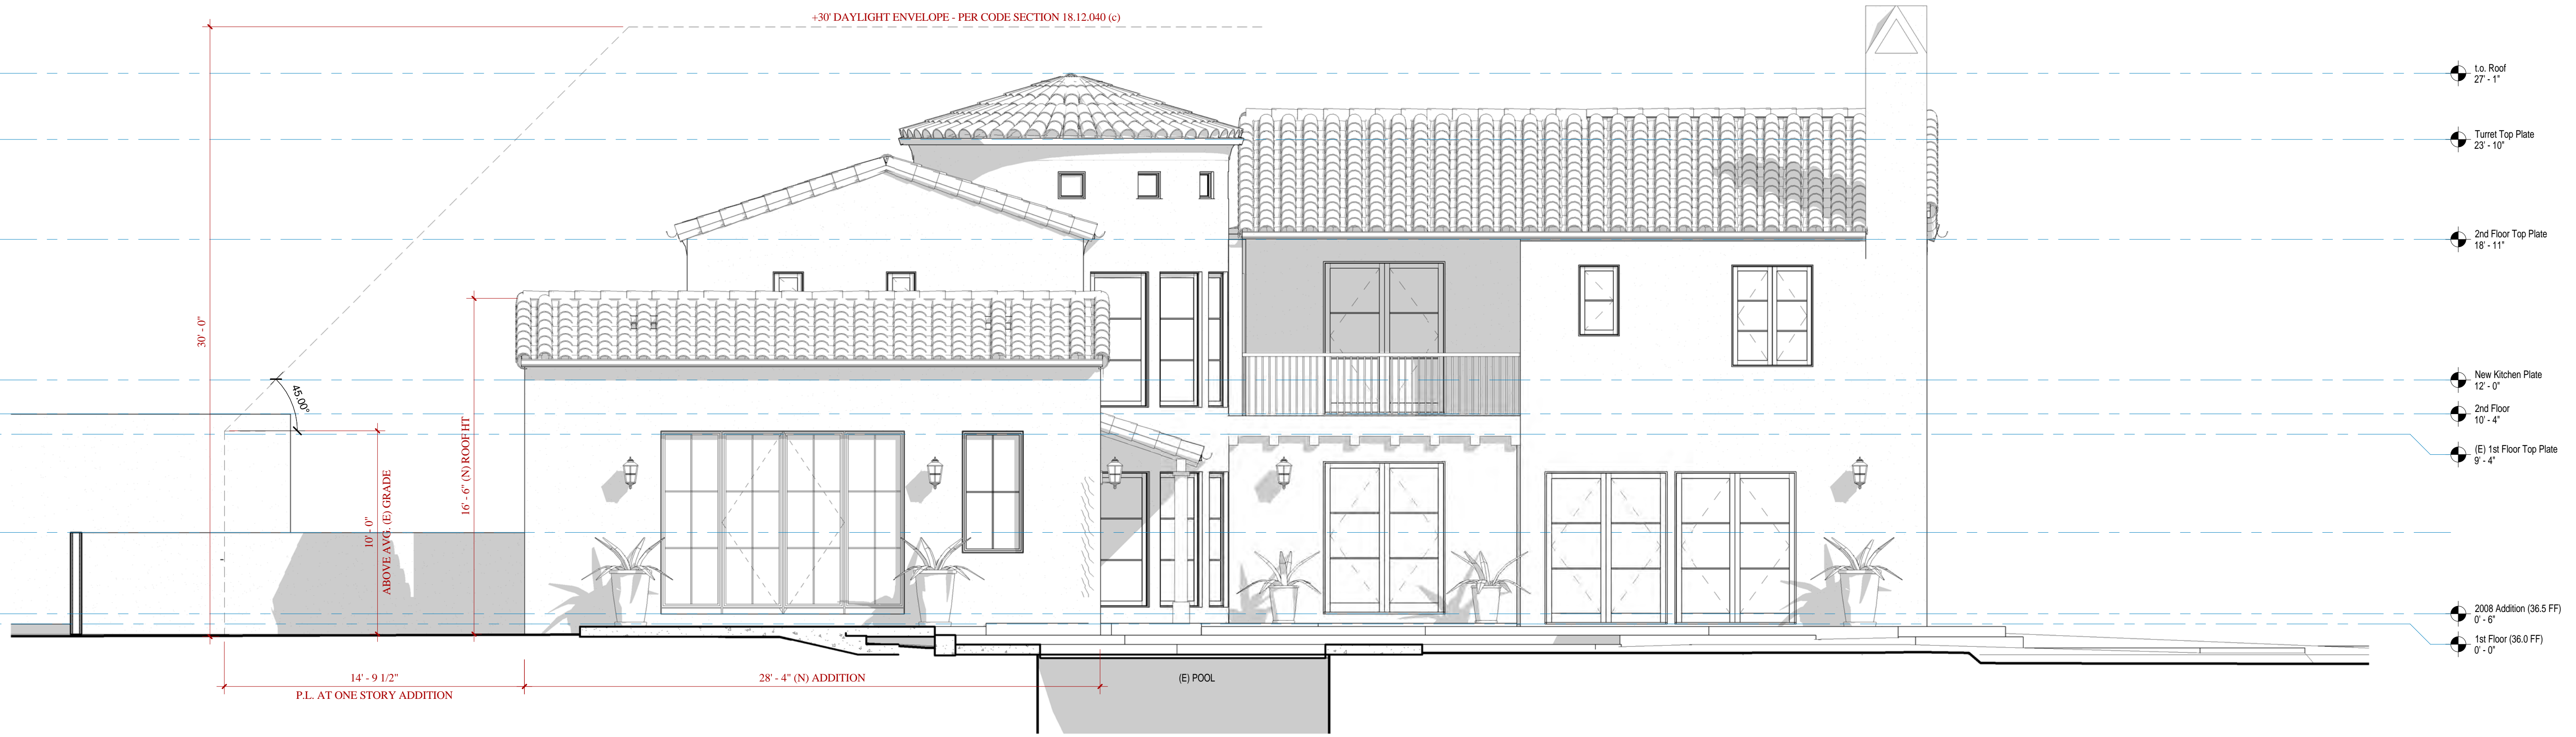 +30' DAYLIGHT ENVELOPE - PER CODE SECTION 18.12.040 (c)
t.o. Roof
27' - 1"
Turret Top Plate
23' - 10"
2nd Floor Top Plate
18' - 11"
30' - 0"
New Kitchen Plate
12' - 0"
45.00°
2nd Floor
10' - 4"
(E) 1st Floor Top Plate
9' - 4"
16' - 6" (N) ROOF HT
10' - 0"
ABOVE AVG. (E) GRADE
2008 Addition (36.5 FF)
0' - 6"
1st Floor (36.0 FF)
0' - 0"
14' - 9 1/2"
P.L. AT ONE STORY ADDITION
28' - 4" (N) ADDITION
(E) POOL